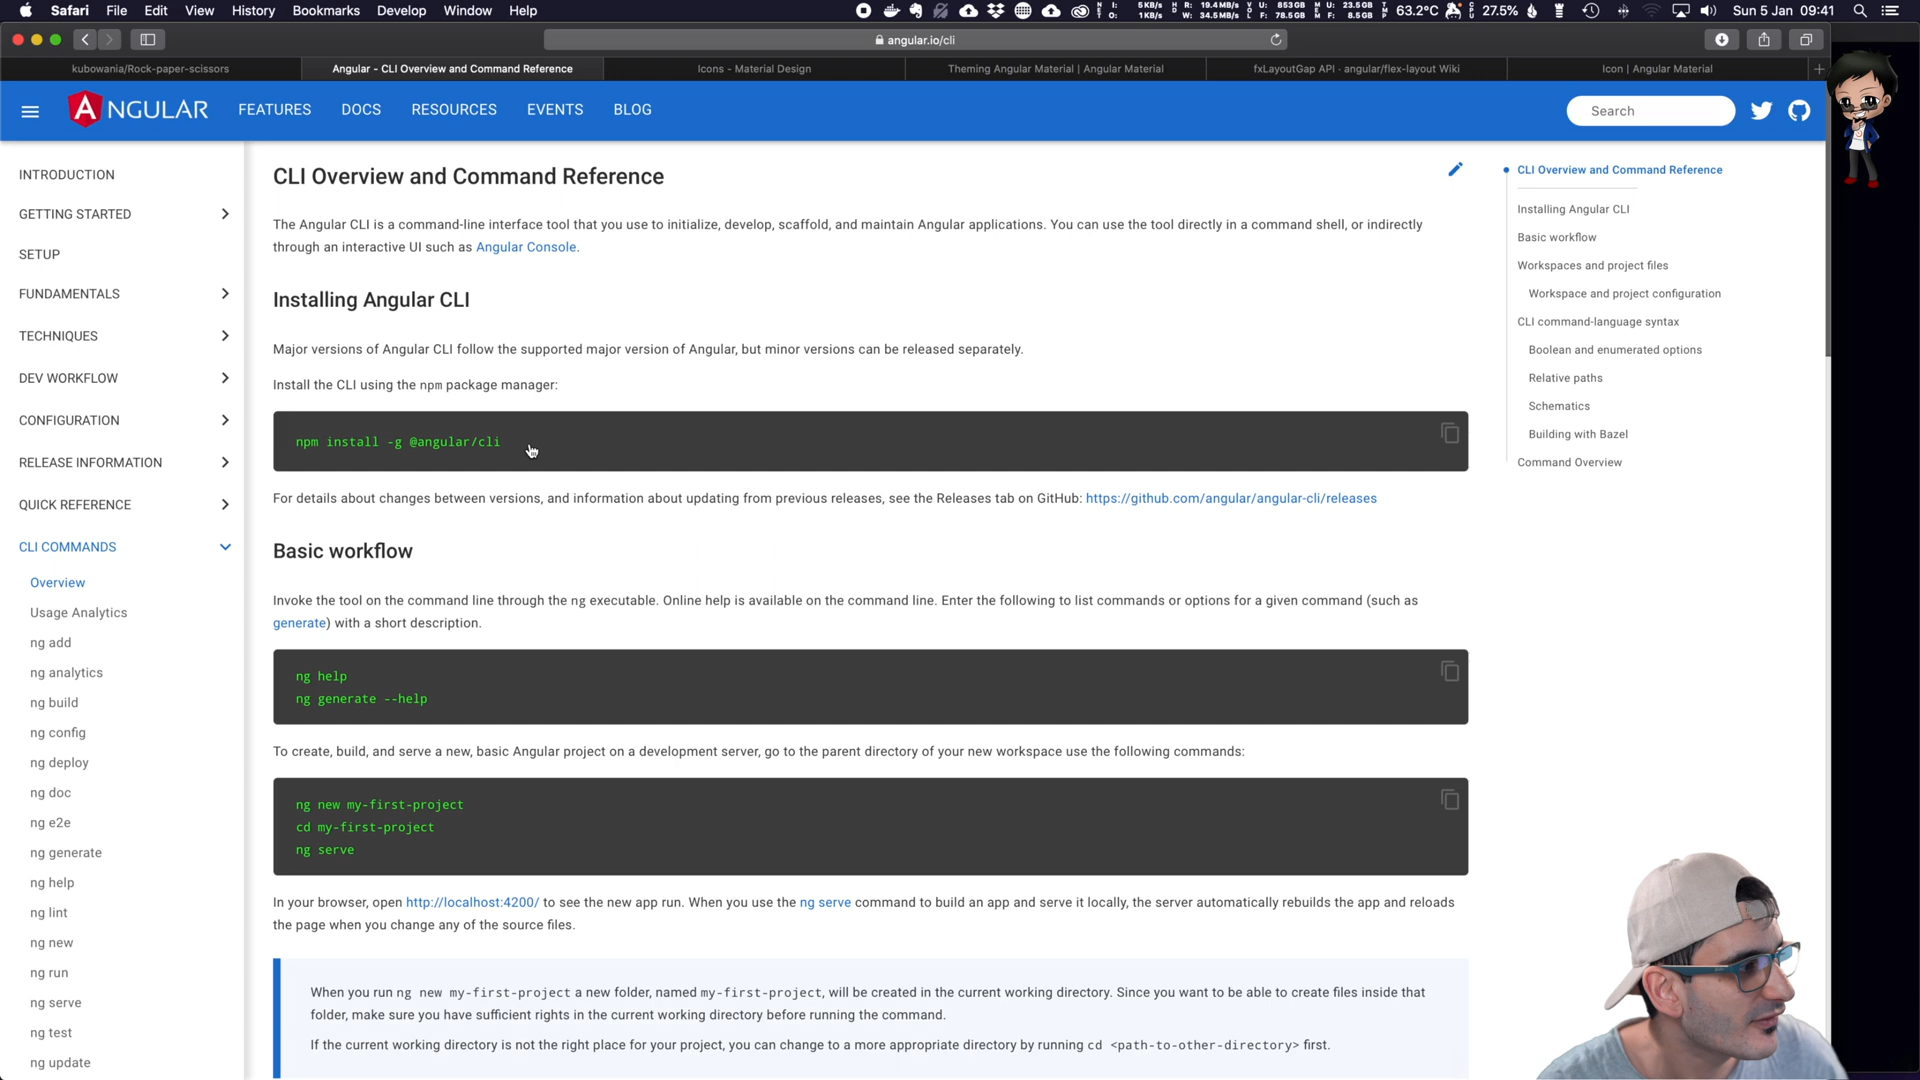 Safari File Edit View History Bookmarks Develop Window Help
5 KB/s 1 KB/s R: 19.4 MB/s W: 34.5 MB/s U: 853 GB F: 78.5 GB U: 23.5 GB F: 8.5 GB 63.2°C 27.5% Sun 5 Jan 09:41
angular.io/cli
kubowania/Rock-paper-scissors
Angular - CLI Overview and Command Reference
Icons - Material Design
Theming Angular Material | Angular Material
fxLayoutGap API · angular/flex-layout Wiki
Icon | Angular Material
ANGULAR FEATURES DOCS RESOURCES EVENTS BLOG Search
INTRODUCTION
GETTING STARTED
SETUP
FUNDAMENTALS
TECHNIQUES
DEV WORKFLOW
CONFIGURATION
RELEASE INFORMATION
QUICK REFERENCE
CLI COMMANDS
Overview
Usage Analytics
ng add
ng analytics
ng build
ng config
ng deploy
ng doc
ng e2e
ng generate
ng help
ng lint
ng new
ng run
ng serve
ng test
ng update
CLI Overview and Command Reference
The Angular CLI is a command-line interface tool that you use to initialize, develop, scaffold, and maintain Angular applications. You can use the tool directly in a command shell, or indirectly
through an interactive UI such as Angular Console.
Installing Angular CLI
Major versions of Angular CLI follow the supported major version of Angular, but minor versions can be released separately.
Install the CLI using the npm package manager:
npm install -g @angular/cli
For details about changes between versions, and information about updating from previous releases, see the Releases tab on GitHub: https://github.com/angular/angular-cli/releases
Basic workflow
Invoke the tool on the command line through the ng executable. Online help is available on the command line. Enter the following to list commands or options for a given command (such as
generate) with a short description.
ng help
ng generate --help
To create, build, and serve a new, basic Angular project on a development server, go to the parent directory of your new workspace use the following commands:
ng new my-first-project
cd my-first-project
ng serve
In your browser, open http://localhost:4200/ to see the new app run. When you use the ng serve command to build an app and serve it locally, the server automatically rebuilds the app and reloads
the page when you change any of the source files.
When you run ng new my-first-project a new folder, named my-first-project, will be created in the current working directory. Since you want to be able to create files inside that
folder, make sure you have sufficient rights in the current working directory before running the command.
If the current working directory is not the right place for your project, you can change to a more appropriate directory by running cd <path-to-other-directory> first.
CLI Overview and Command Reference
Installing Angular CLI
Basic workflow
Workspaces and project files
Workspace and project configuration
CLI command-language syntax
Boolean and enumerated options
Relative paths
Schematics
Building with Bazel
Command Overview